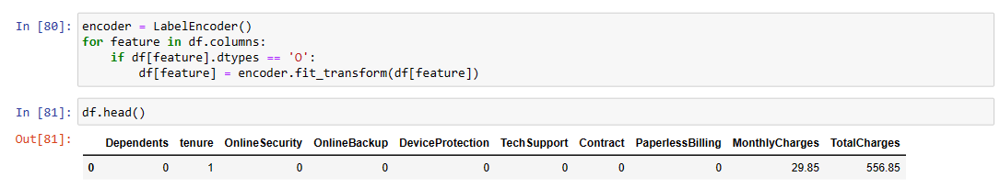 In [80]: encoder = LabelEncoder()
for feature in df.columns:
    if df[feature].dtypes == 'O':
        df[feature] = encoder.fit_transform(df[feature])
In [81]: df.head()
Out[81]:
Dependents tenure OnlineSecurity OnlineBackup DeviceProtection TechSupport Contract PaperlessBilling MonthlyCharges TotalCharges
0 0 1 0 0 0 0 0 0 29.85 556.85